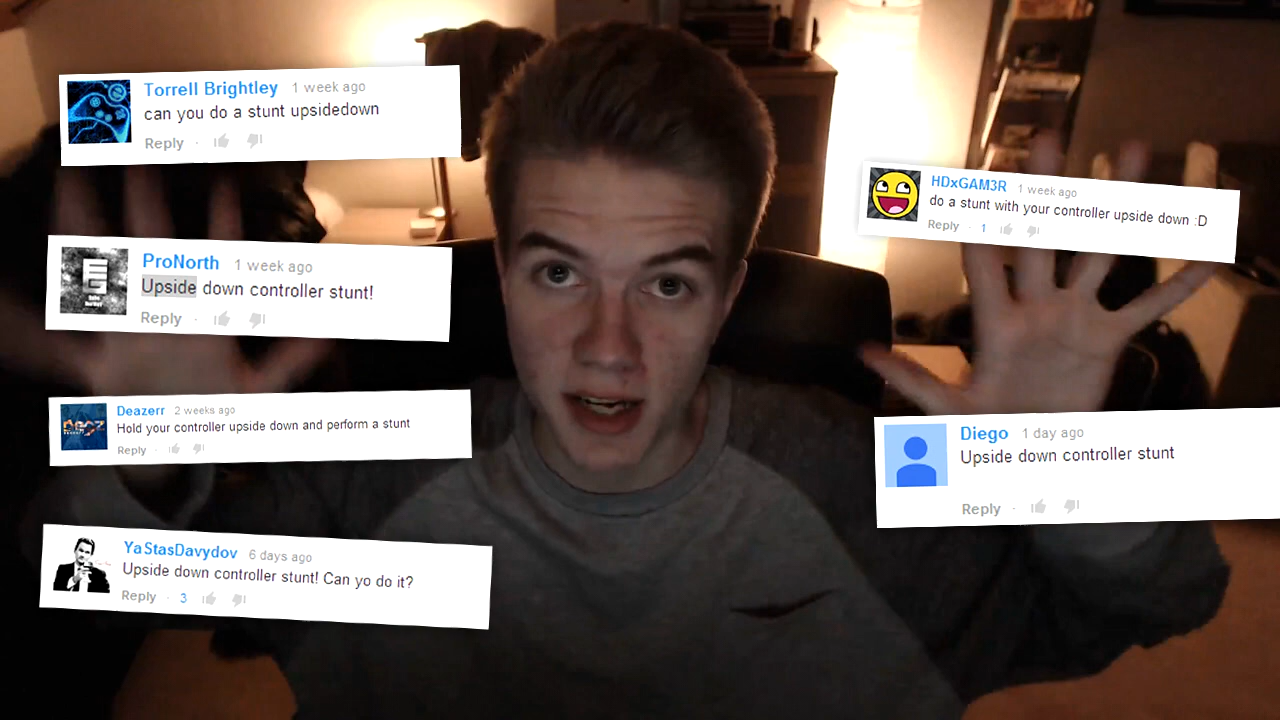 Torrell Brightley 1 week ago
can you do a stunt upsidedown
Reply ·
ProNorth 1 week ago
Upside down controller stunt!
Reply ·
Deazerr 2 weeks ago
Hold your controller upside down and perform a stunt
Reply ·
YaStasDavydov 6 days ago
Upside down controller stunt! Can yo do it?
Reply · 3
HDxGAM3R 1 week ago
do a stunt with your controller upside down :D
Reply · 1
Diego 1 day ago
Upside down controller stunt
Reply ·